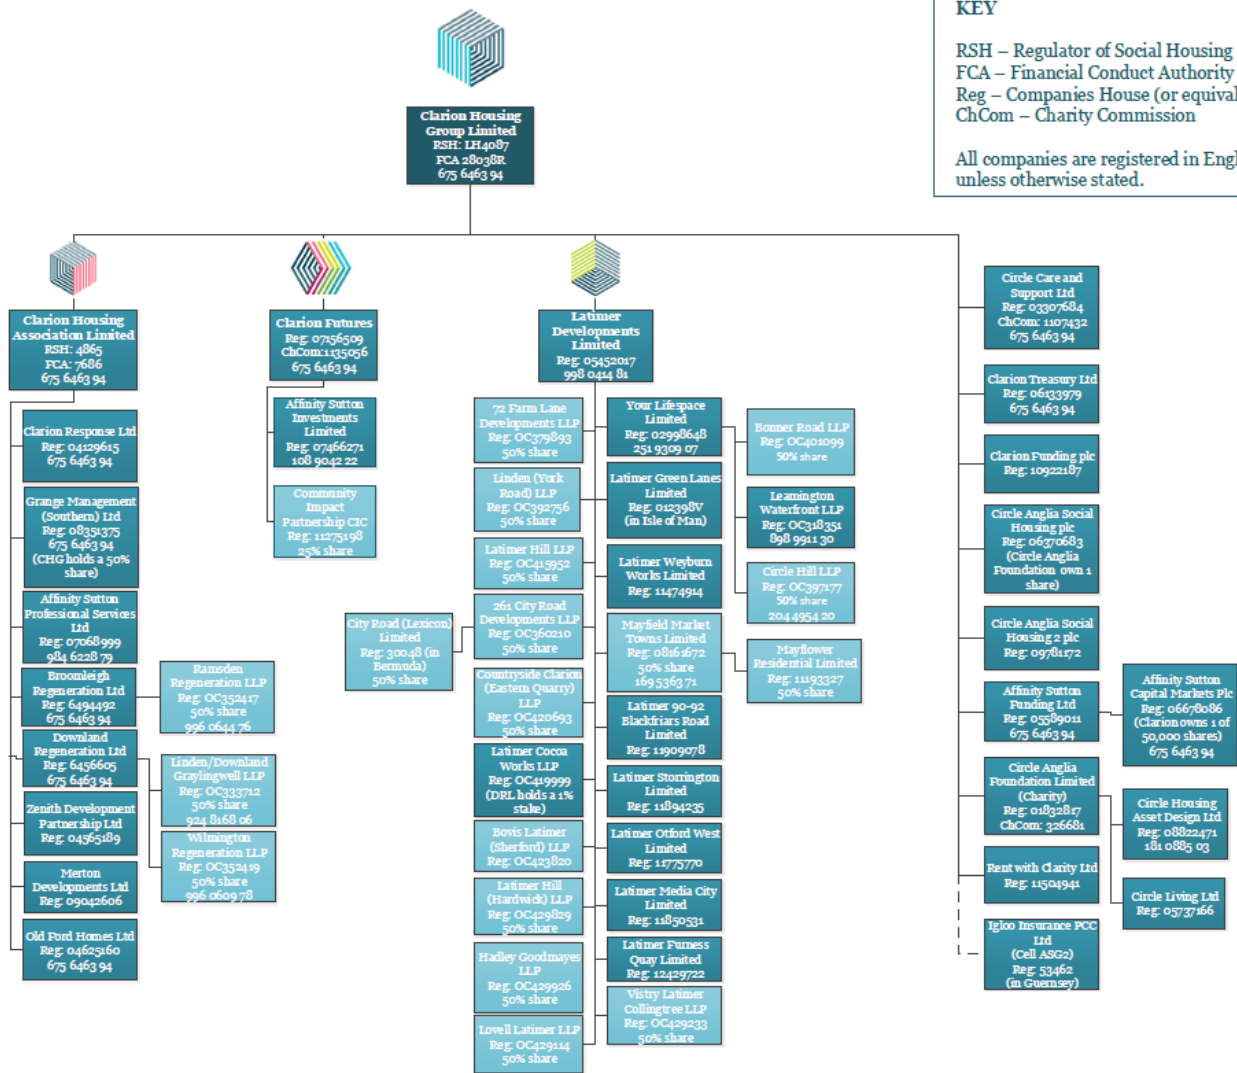 KEY
RSH – Regulator of Social Housing
FCA – Financial Conduct Authority
Reg – Companies House (or equival
ChCom – Charity Commission
All companies are registered in Engl
unless otherwise stated.
Clarion Housing
Group Limited
RSH: LH4087
FCA 28038R
675 6463 94
Clarion Housing
Association Limited
RSH: 4865
FCA: 7686
675 6463 94
Clarion Response Ltd
Reg: 04129615
675 6463 94
Grange Management
(Southern) Ltd
Reg: 08351375
675 6463 94
(CHG holds a 50%
share)
Affinity Sutton
Professional Services
Ltd
Reg: 07068999
984 6228 79
Broomleigh
Regeneration Ltd
Reg: 6494492
675 6463 94
Downland
Regeneration Ltd
Reg: 6456605
675 6463 94
Zenith Development
Partnership Ltd
Reg: 04565189
Merton
Developments Ltd
Reg: 09042606
Old Ford Homes Ltd
Reg: 04625160
675 6463 94
Ramsden
Regeneration LLP
Reg: OC352417
50% share
996 0644 76
Linden/Downland
Graylingwell LLP
Reg: OC333712
50% share
924 8168 06
Wilmington
Regeneration LLP
Reg: OC352419
50% share
996 0609 78
Clarion Futures
Reg: 07156509
ChCom:1135056
675 6463 94
Affinity Sutton
Investments
Limited
Reg: 07466271
108 9042 22
Community
Impact
Partnership CIC
Reg: 11275198
25% share
Latimer
Developments
Limited
Reg: 05452017
998 0414 81
72 Farm Lane
Developments LLP
Reg: OC379893
50% share
Linden (York
Road) LLP
Reg: OC392756
50% share
Latimer Hill LLP
Reg: OC415952
50% share
261 City Road
Developments LLP
Reg: OC360210
50% share
City Road (Lexicon)
Limited
Reg: 30048 (in
Bermuda)
50% share
Countryside Clarion
(Eastern Quarry)
LLP
Reg: OC420693
50% share
Latimer Cocoa
Works LLP
Reg: OC419999
(DRL holds a 1%
stake)
Bovis Latimer
(Sherford) LLP
Reg: OC423820
Latimer Hill
(Hardwick) LLP
Reg: OC429829
50% share
Hadley Goodmayes
LLP
Reg: OC429926
50% share
Lovell Latimer LLP
Reg: OC429114
50% share
Your Lifespace
Limited
Reg: 02998648
251 9309 07
Latimer Green Lanes
Limited
Reg: 012398V
(in Isle of Man)
Latimer Weyburn
Works Limited
Reg: 11474914
Mayfield Market
Towns Limited
Reg: 08161672
50% share
169 5363 71
Latimer 90-92
Blackfriars Road
Limited
Reg: 11909078
Latimer Storrington
Limited
Reg: 11894235
Latimer Otford West
Limited
Reg: 11775770
Latimer Media City
Limited
Reg: 11850531
Latimer Furness
Quay Limited
Reg: 12429722
Vistry Latimer
Collingtree LLP
Reg: OC429233
50% share
Bonner Road LLP
Reg: OC401099
50% share
Leamington
Waterfront LLP
Reg: OC318351
898 9911 30
Circle Hill LLP
Reg: OC397177
50% share
204 4954 20
Mayflower
Residential Limited
Reg: 11193327
50% share
Circle Care and
Support Ltd
Reg: 03307684
ChCom: 1107432
675 6463 94
Clarion Treasury Ltd
Reg: 06133979
675 6463 94
Clarion Funding plc
Reg: 10922187
Circle Anglia Social
Housing plc
Reg: 06370683
(Circle Anglia
Foundation own 1
share)
Circle Anglia Social
Housing 2 plc
Reg: 09781172
Affinity Sutton
Funding Ltd
Reg: 05589011
675 6463 94
Affinity Sutton
Capital Markets Plc
Reg: 06678086
(Clarion owns 1 of
50,000 shares)
675 6463 94
Circle Anglia
Foundation Limited
(Charity)
Reg: 01832817
ChCom: 326681
Circle Housing
Asset Design Ltd
Reg: 08822471
181 0885 03
Circle Living Ltd
Reg: 05737166
Rent with Clarity Ltd
Reg: 11504941
Igloo Insurance PCC
Ltd
(Cell ASG2)
Reg: 53462
(in Guernsey)